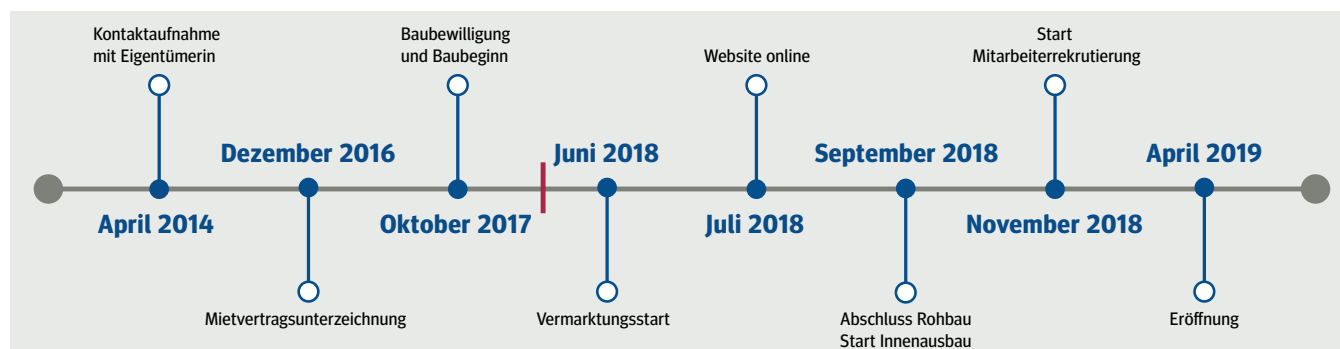 Kontaktaufnahme
mit Eigentümerin
April 2014
Dezember 2016
Mietvertragsunterzeichnung
Baubewilligung
und Baubeginn
Oktober 2017
Juni 2018
Vermarktungsstart
Website online
Juli 2018
September 2018
Abschluss Rohbau
Start Innenausbau
Start
Mitarbeiterrekrutierung
November 2018
April 2019
Eröffnung